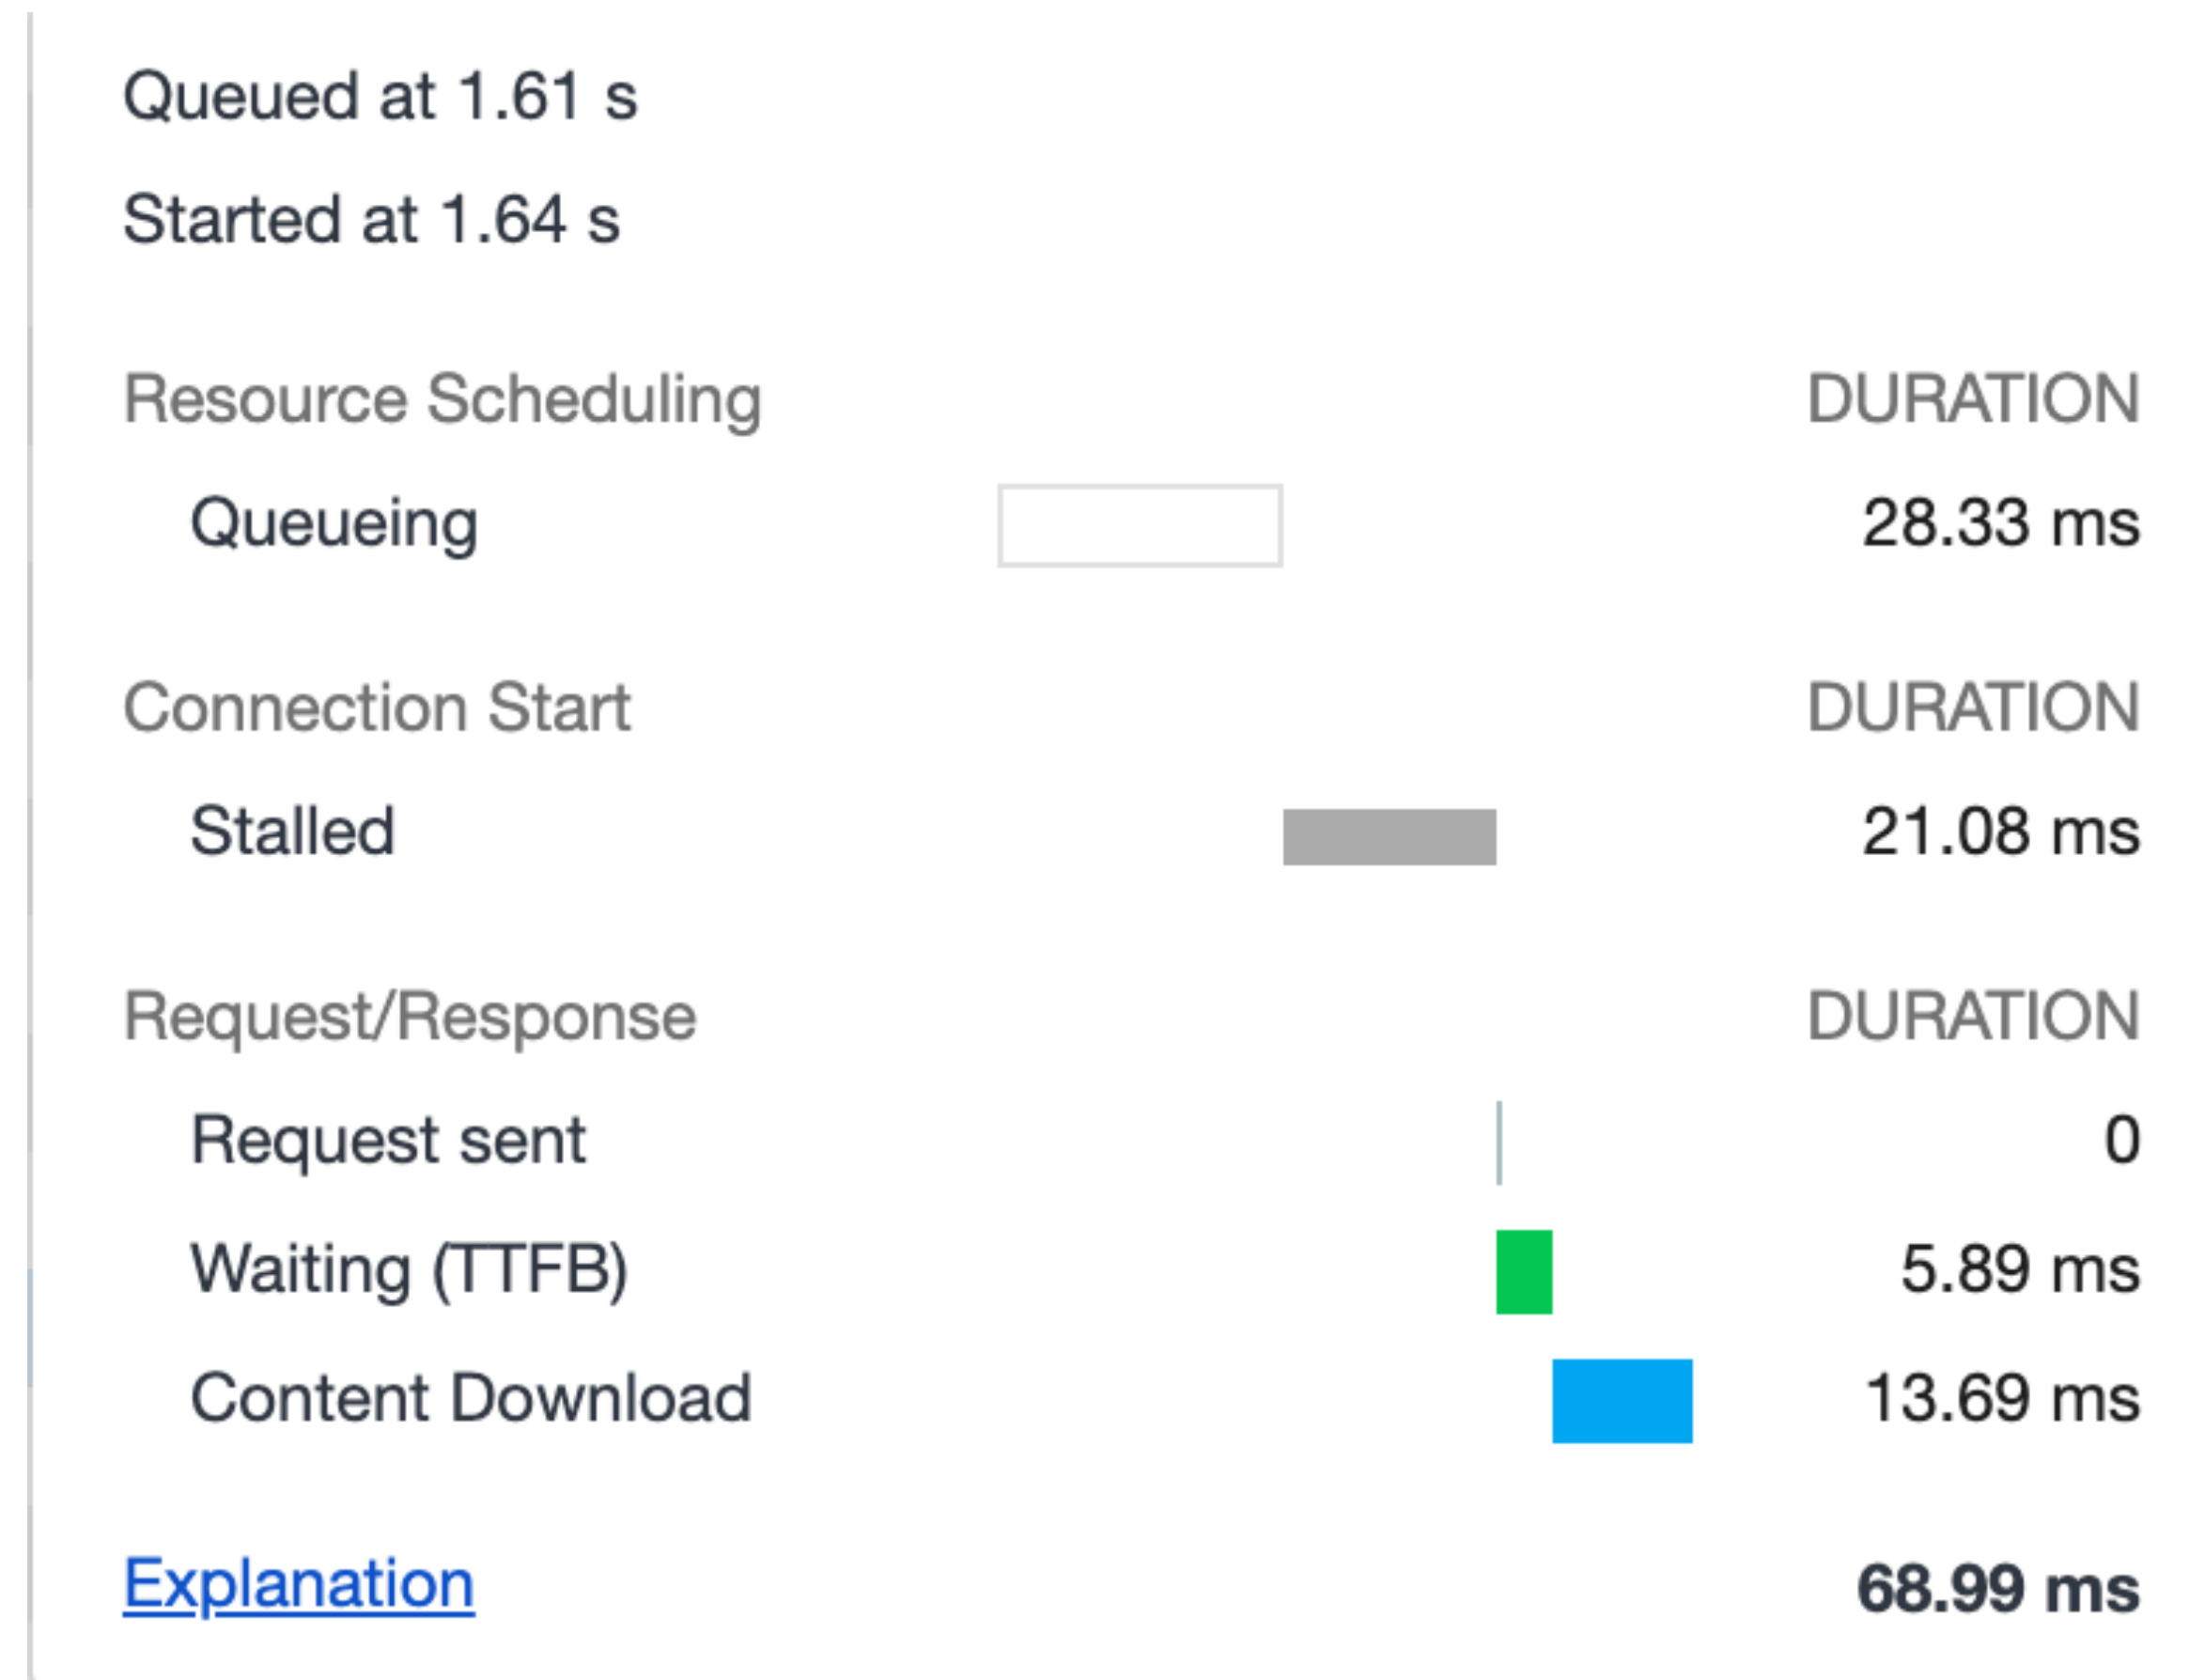 Queued at 1.61 s
Started at 1.64 s
Resource Scheduling DURATION
Queueing 28.33 ms
Connection Start DURATION
Stalled 21.08 ms
Request/Response DURATION
Request sent 0
Waiting (TTFB) 5.89 ms
Content Download 13.69 ms
Explanation 68.99 ms